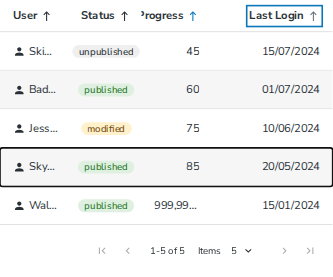 User Status Progress Last Login
Ski... unpublished 45 15/07/2024
Bad... published 60 01/07/2024
Jess... modified 75 10/06/2024
Sky... published 85 20/05/2024
Wal... published 999,99... 15/01/2024
1-5 of 5 Items 5